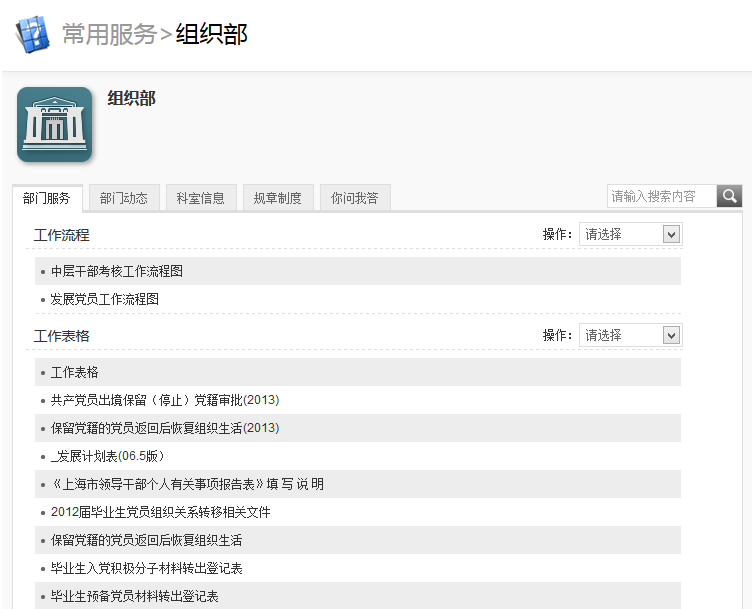 常用服务>组织部
组织部
部门服务 部门动态 科室信息 规章制度 你问我答 请输入搜索内容
工作流程 操作： 请选择
中层干部考核工作流程图
发展党员工作流程图
工作表格 操作： 请选择
工作表格
共产党员出境保留（停止）党籍审批(2013)
保留党籍的党员返回后恢复组织生活(2013)
_发展计划表(06.5版）
《上海市领导干部个人有关事项报告表》填 写 说 明
2012届毕业生党员组织关系转移相关文件
保留党籍的党员返回后恢复组织生活
毕业生入党积极分子材料转出登记表
毕业生预备党员材料转出登记表